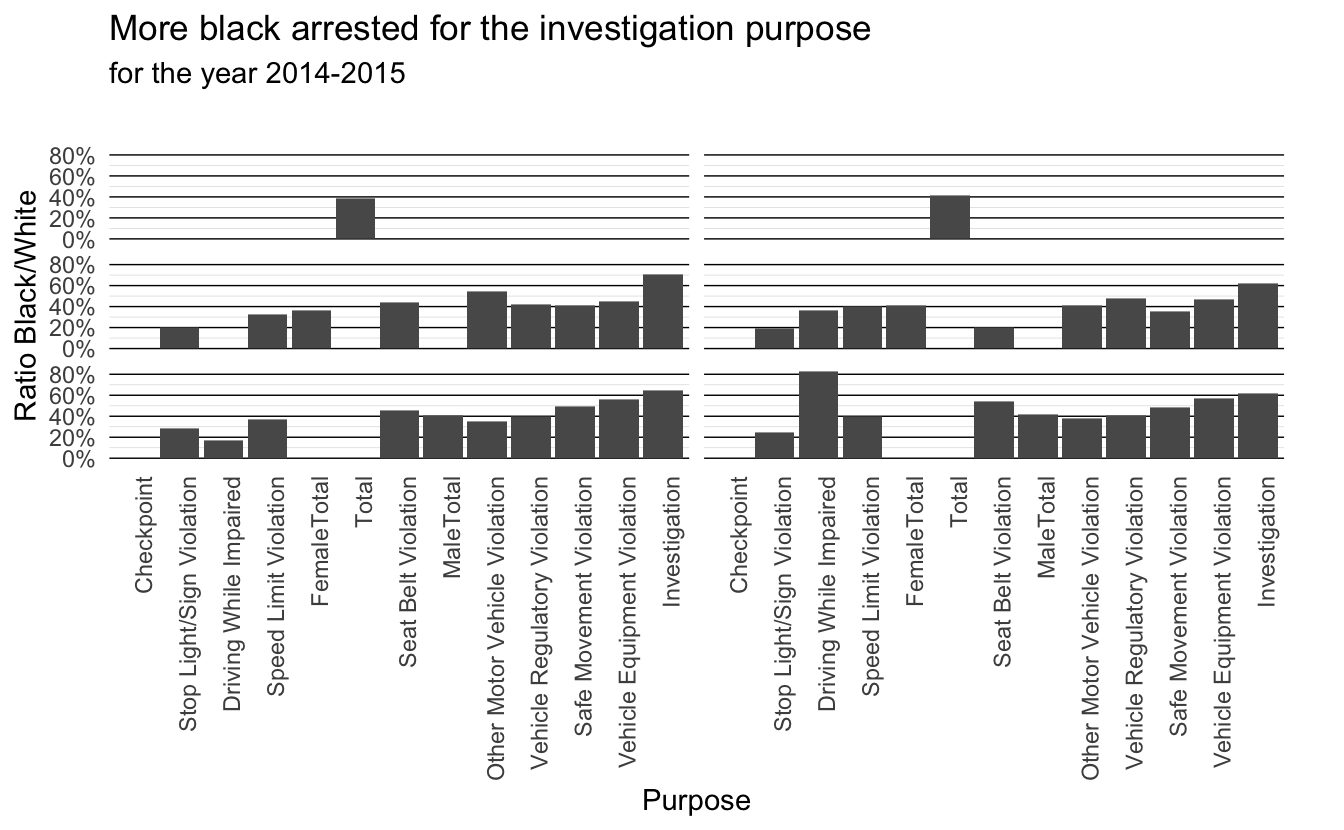 More black arrested for the investigation purpose
for the year 2014-2015
Ratio Black/White
80%
60%
40%
20%
0%
80%
60%
40%
20%
0%
80%
60%
40%
20%
0%
Checkpoint
Stop Light/Sign Violation
Driving While Impaired
Speed Limit Violation
FemaleTotal
Total
Seat Belt Violation
MaleTotal
Other Motor Vehicle Violation
Vehicle Regulatory Violation
Safe Movement Violation
Vehicle Equipment Violation
Investigation
Checkpoint
Stop Light/Sign Violation
Driving While Impaired
Speed Limit Violation
FemaleTotal
Total
Seat Belt Violation
MaleTotal
Other Motor Vehicle Violation
Vehicle Regulatory Violation
Safe Movement Violation
Vehicle Equipment Violation
Investigation
Purpose